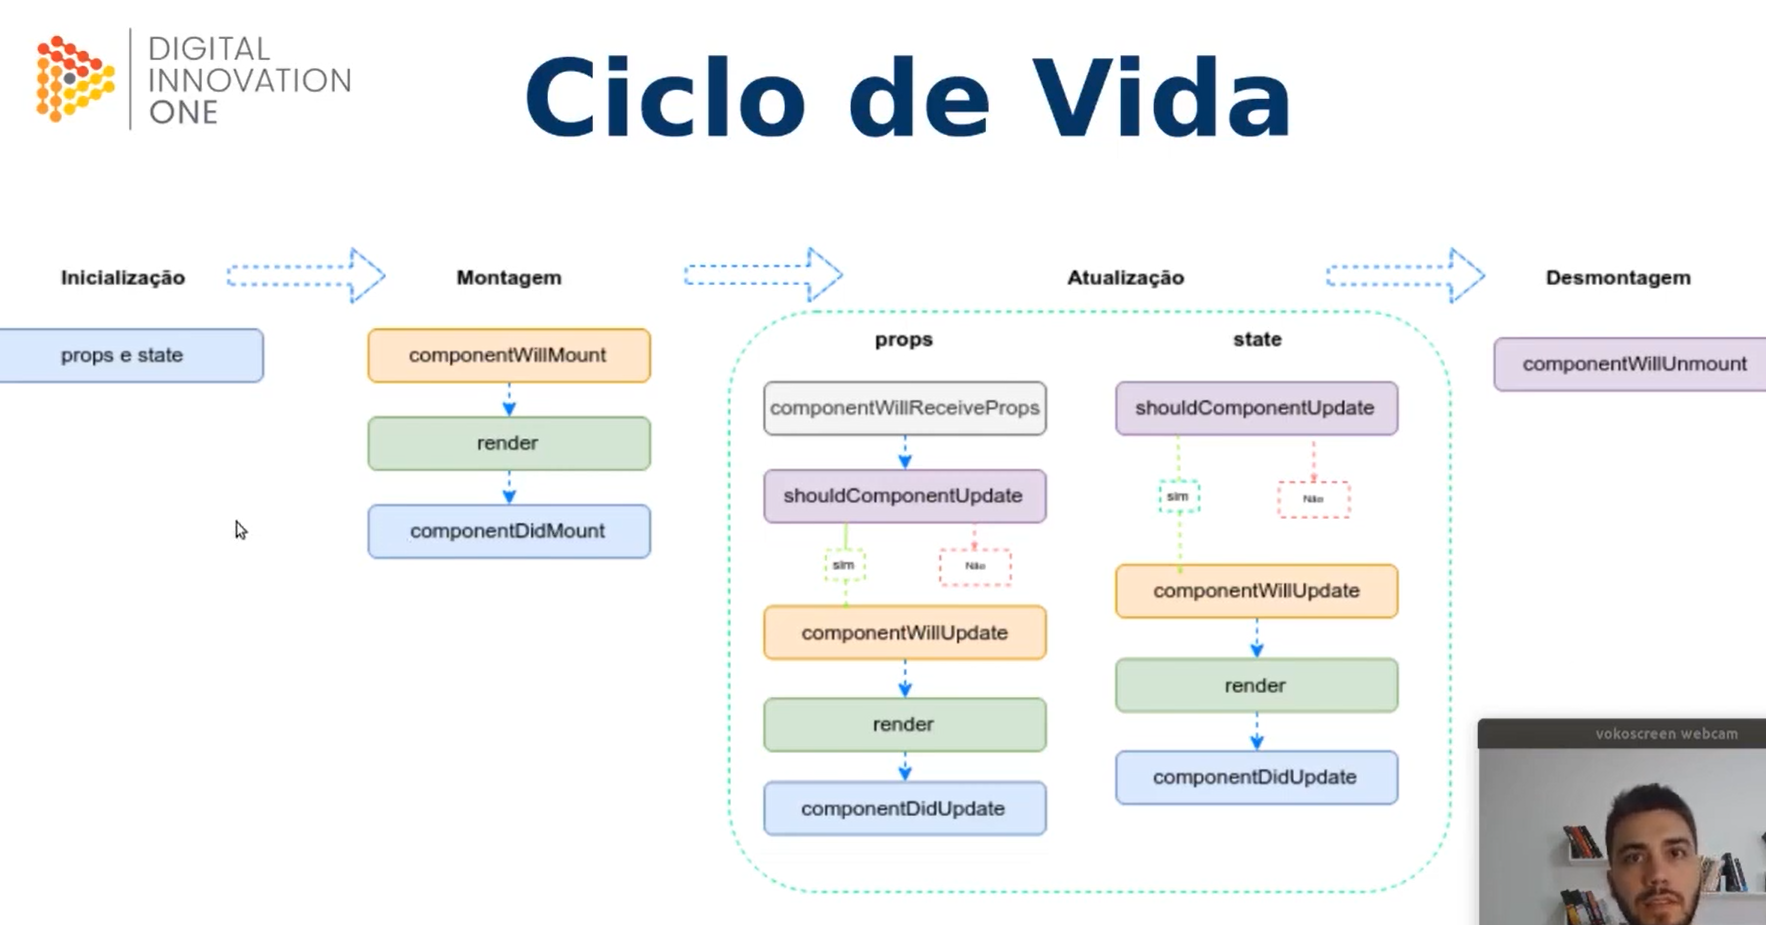 DIGITAL
INNOVATION
ONE
Ciclo de Vida
Inicialização
Montagem
Atualização
Desmontagem
props e state
componentWillMount
render
componentDidMount
props
componentWillReceiveProps
shouldComponentUpdate
sim
Não
componentWillUpdate
render
componentDidUpdate
state
shouldComponentUpdate
sim
Não
componentWillUpdate
render
componentDidUpdate
componentWillUnmount
vokoscreen webcam